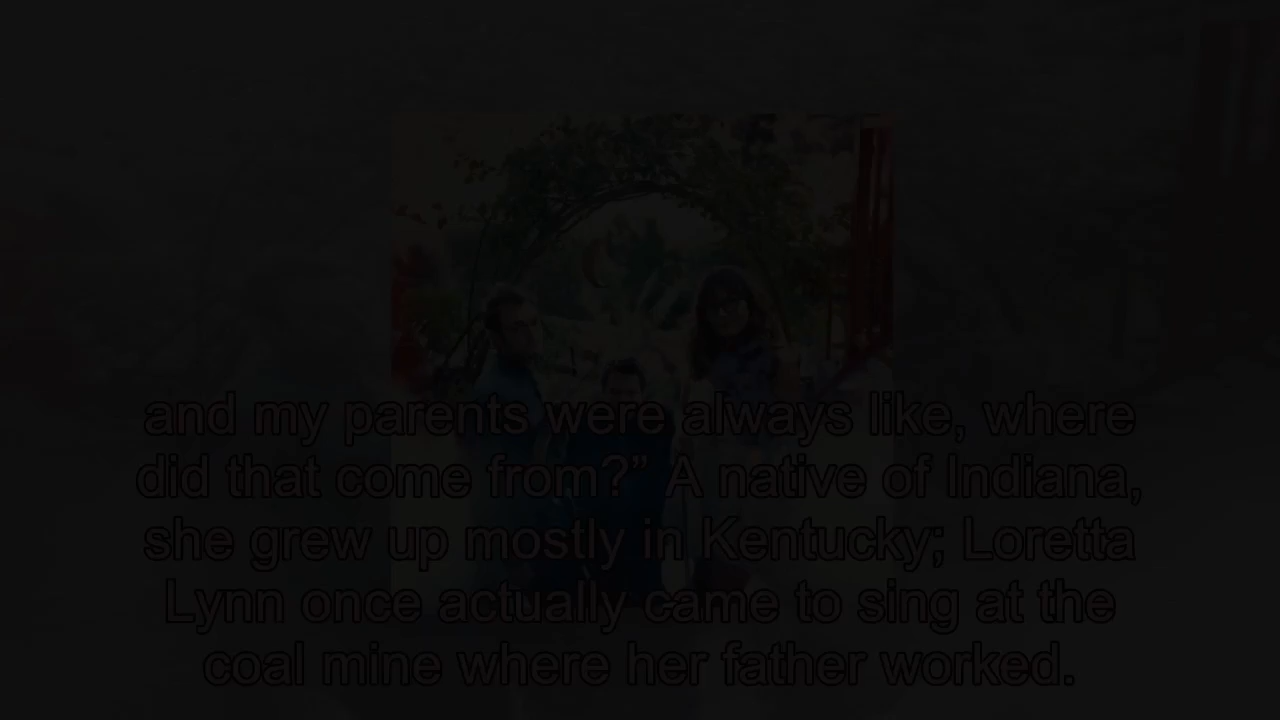 and my parents were always like, where
did that come from?” A native of Indiana,
she grew up mostly in Kentucky; Loretta
Lynn once actually came to sing at the
coal mine where her father worked.